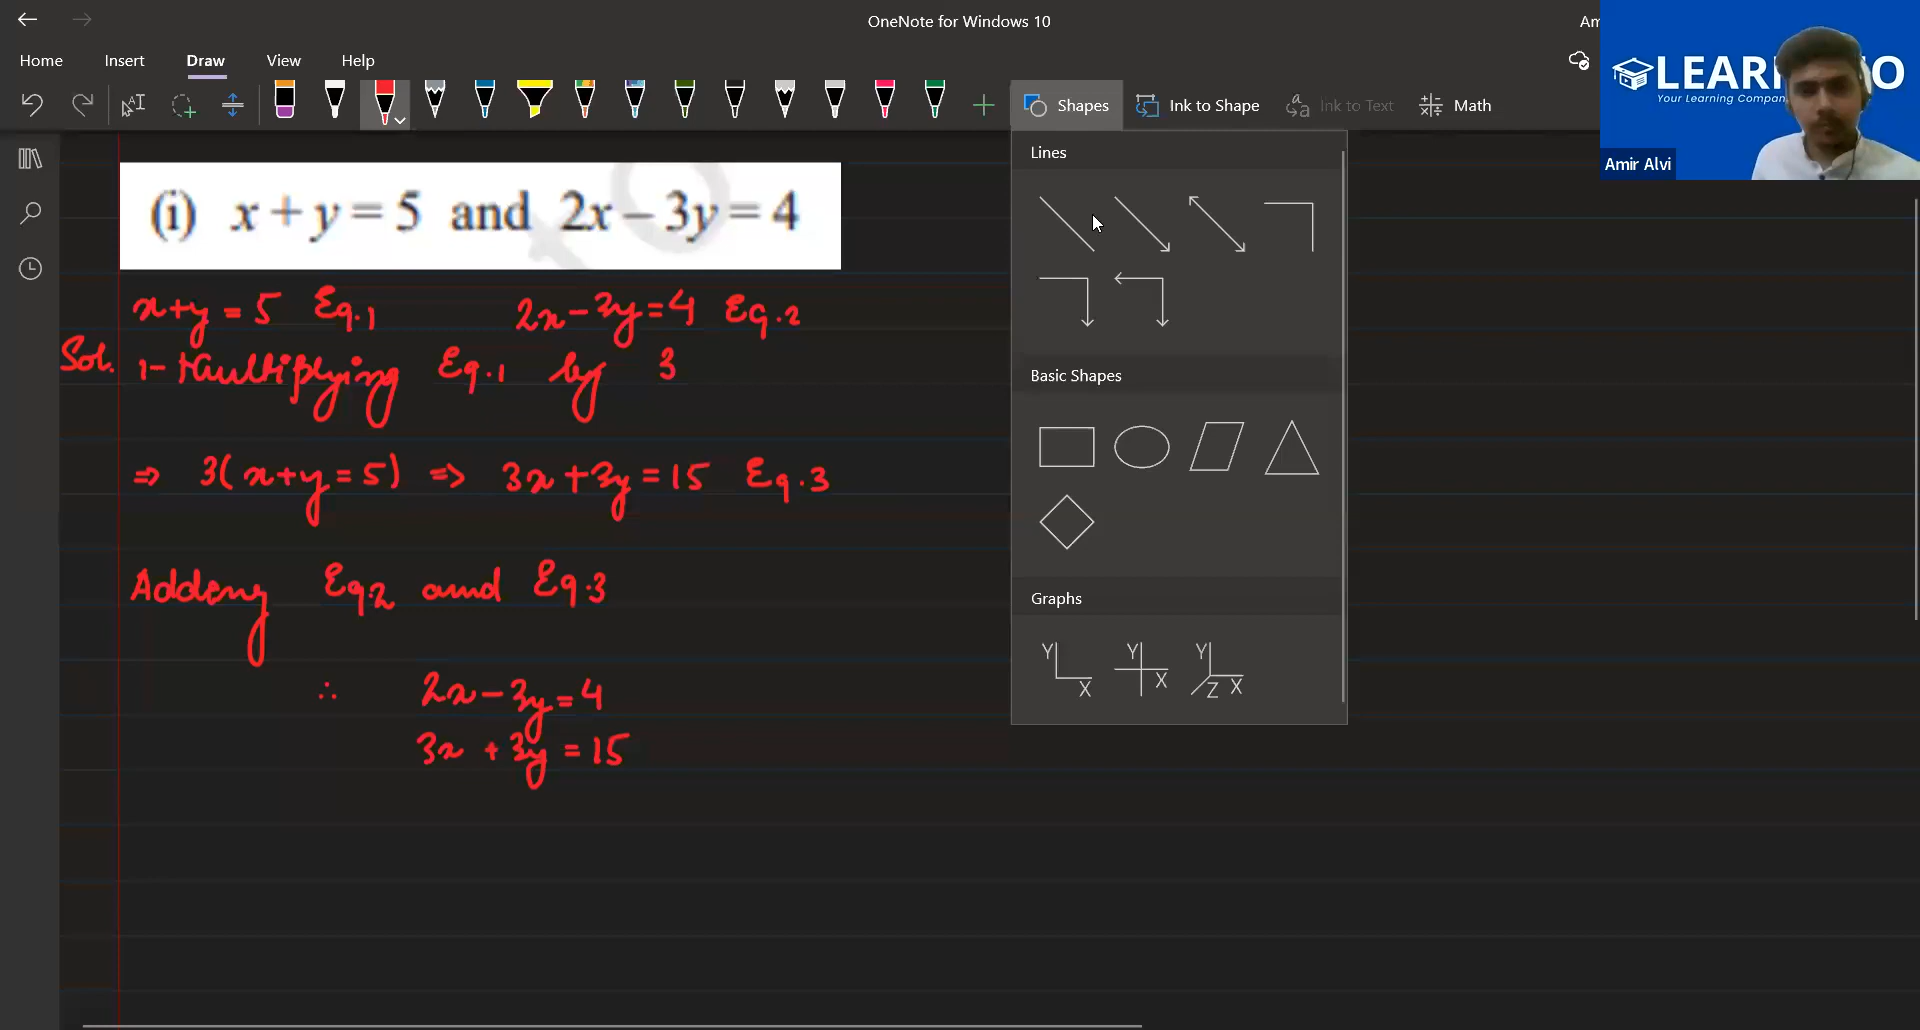 OneNote for Windows 10
Am
Home Insert Draw View Help
Shapes Ink to Shape Ink to Text Math
LEARN O
Your Learning Compan
Amir Alvi
Lines
Basic Shapes
Graphs
Y X Y X Y Z X
(i) x + y = 5 and 2x − 3y = 4
x+y = 5 Eq.1 2x−3y=4 Eq.2
Sol. 1- Multiplying Eq.1 by 3
⇒ 3(x+y=5) ⇒ 3x+3y=15 Eq.3
Adding Eq.2 and Eq.3
∴ 2x−3y=4
3x + 3y = 15